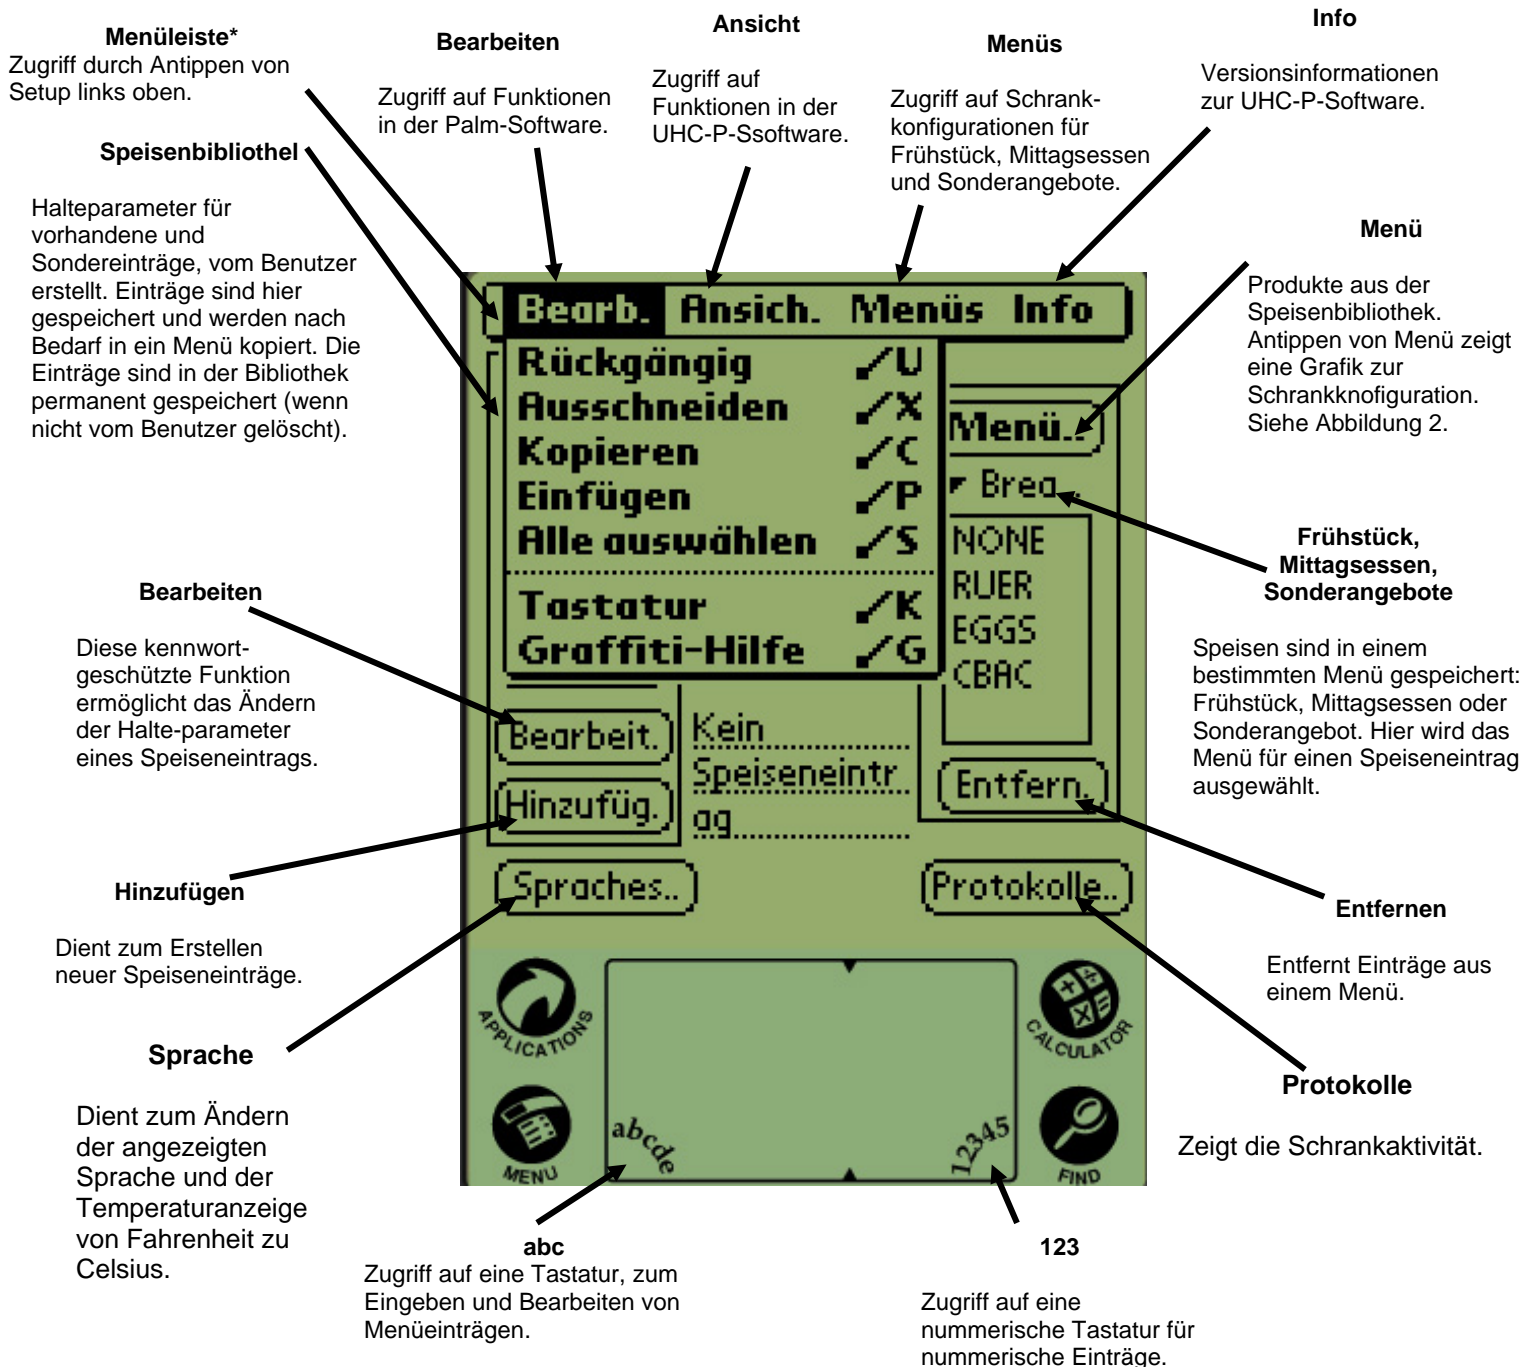 Menüleiste*
Zugriff durch Antippen von
Setup links oben.
Bearbeiten
Zugriff auf Funktionen
in der Palm-Software.
Ansicht
Zugriff auf
Funktionen in der
UHC-P-Ssoftware.
Menüs
Zugriff auf Schrank-
konfigurationen für
Frühstück, Mittagsessen
und Sonderangebote.
Info
Versionsinformationen
zur UHC-P-Software.
Speisenbibliothel
Halteparameter für
vorhandene und
Sondereinträge, vom Benutzer
erstellt. Einträge sind hier
gespeichert und werden nach
Bedarf in ein Menü kopiert. Die
Einträge sind in der Bibliothek
permanent gespeichert (wenn
nicht vom Benutzer gelöscht).
Menü
Produkte aus der
Speisenbibliothek.
Antippen von Menü zeigt
eine Grafik zur
Schrankknofiguration.
Siehe Abbildung 2.
Bearb. Ansich. Menüs Info
Rückgängig /U
Ausschneiden /X
Kopieren /C
Einfügen /P
Alle auswählen /S
Tastatur /K
Graffiti-Hilfe /G
Menü..
Brea..
NONE
RUER
EGGS
CBAC
Bearbeit.
Hinzufüg.
Kein
Speiseneintr
ag
Entfern.
Spraches..
Protokolle..
APPLICATIONS
MENU
abcde
12345
CALCULATOR
FIND
Frühstück,
Mittagsessen,
Sonderangebote
Speisen sind in einem
bestimmten Menü gespeichert:
Frühstück, Mittagsessen oder
Sonderangebot. Hier wird das
Menü für einen Speiseneintrag
ausgewählt.
Bearbeiten
Diese kennwort-
geschützte Funktion
ermöglicht das Ändern
der Halte-parameter
eines Speiseneintrags.
Hinzufügen
Dient zum Erstellen
neuer Speiseneinträge.
Entfernen
Entfernt Einträge aus
einem Menü.
Sprache
Dient zum Ändern
der angezeigten
Sprache und der
Temperaturanzeige
von Fahrenheit zu
Celsius.
Protokolle
Zeigt die Schrankaktivität.
abc
Zugriff auf eine Tastatur, zum
Eingeben und Bearbeiten von
Menüeinträgen.
123
Zugriff auf eine
nummerische Tastatur für
nummerische Einträge.